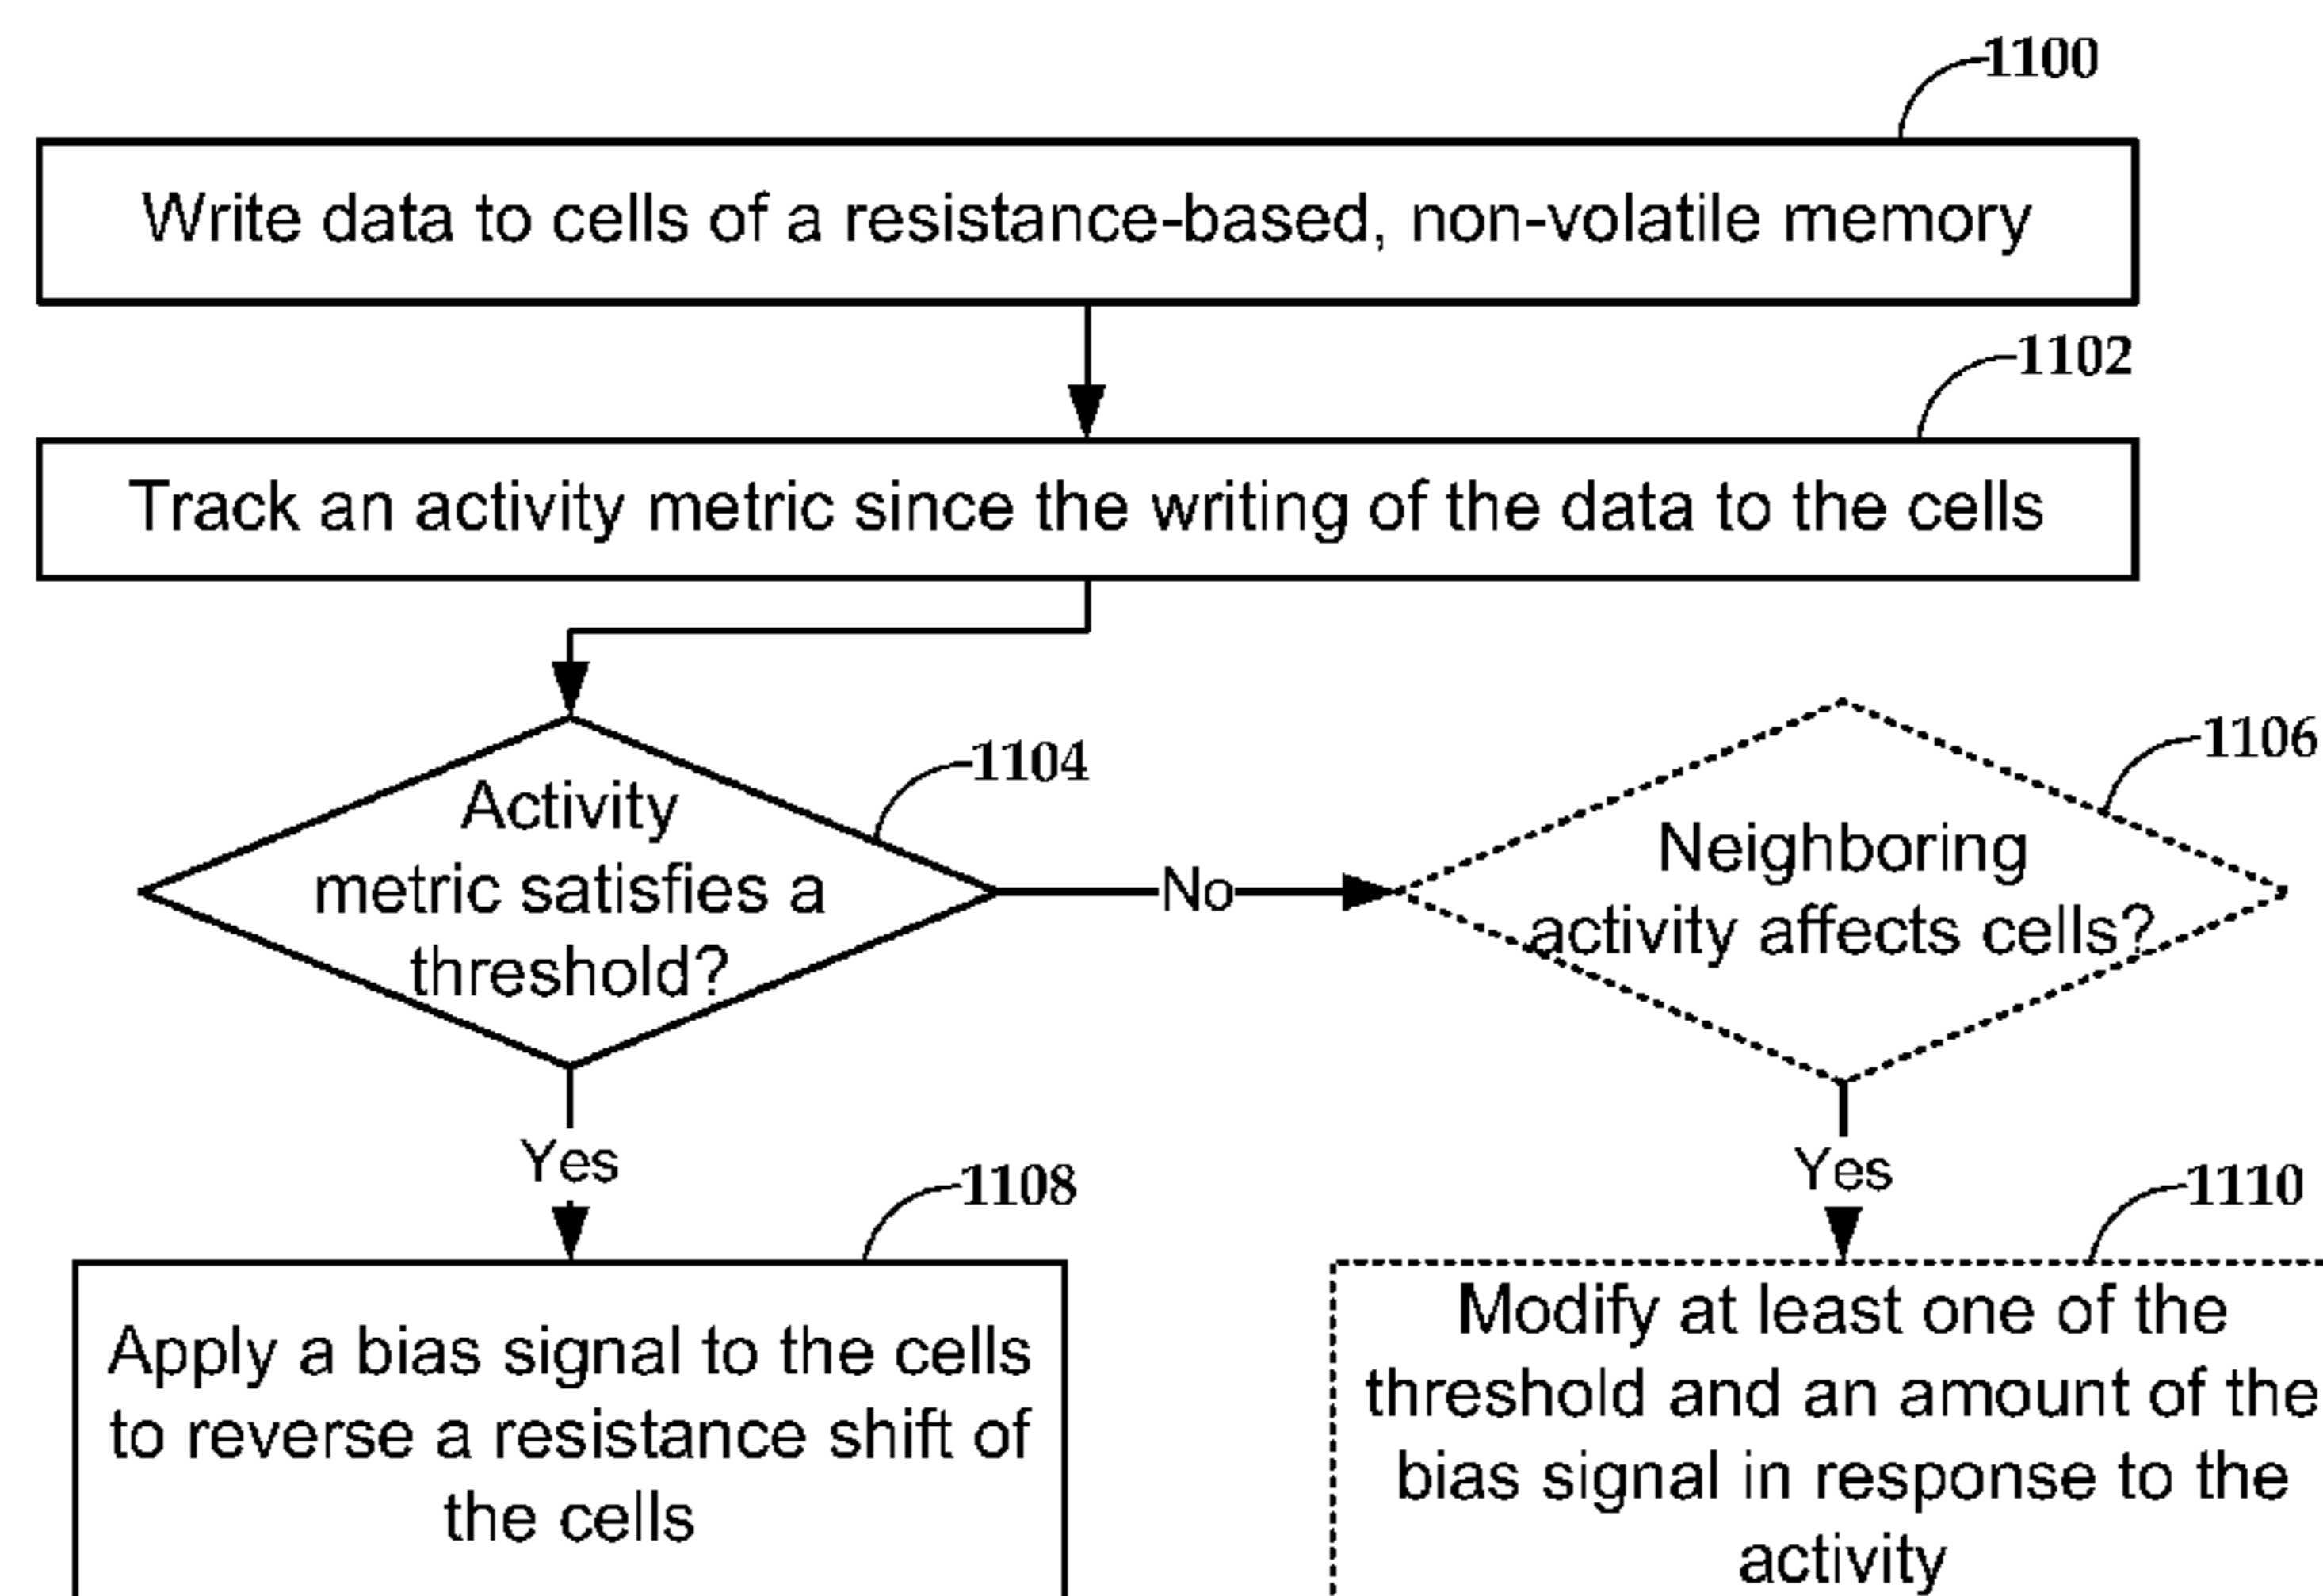 1100
Write data to cells of a resistance-based, non-volatile memory
1102
Track an activity metric since the writing of the data to the cells
1104
Activity
metric satisfies a
threshold?
No
1106
Neighboring
activity affects cells?
Yes
Yes
1108
Apply a bias signal to the cells
to reverse a resistance shift of
the cells
1110
Modify at least one of the
threshold and an amount of the
bias signal in response to the
activity